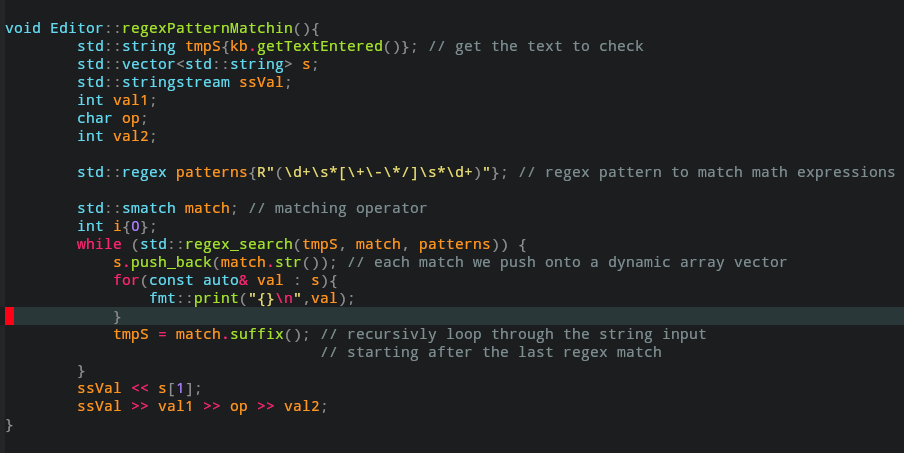 void Editor::regexPatternMatchin(){
        std::string tmpS{kb.getTextEntered()}; // get the text to check
        std::vector<std::string> s;
        std::stringstream ssVal;
        int val1;
        char op;
        int val2;

        std::regex patterns{R"(\d+\s*[\+\-\*/]\s*\d+)"}; // regex pattern to match math expressions

        std::smatch match; // matching operator
        int i{0};
        while (std::regex_search(tmpS, match, patterns)) {
            s.push_back(match.str()); // each match we push onto a dynamic array vector
            for(const auto& val : s){
                fmt::print("{}\n",val);
            }
            tmpS = match.suffix(); // recursivly loop through the string input
                                   // starting after the last regex match
        }
        ssVal << s[1];
        ssVal >> val1 >> op >> val2;
}